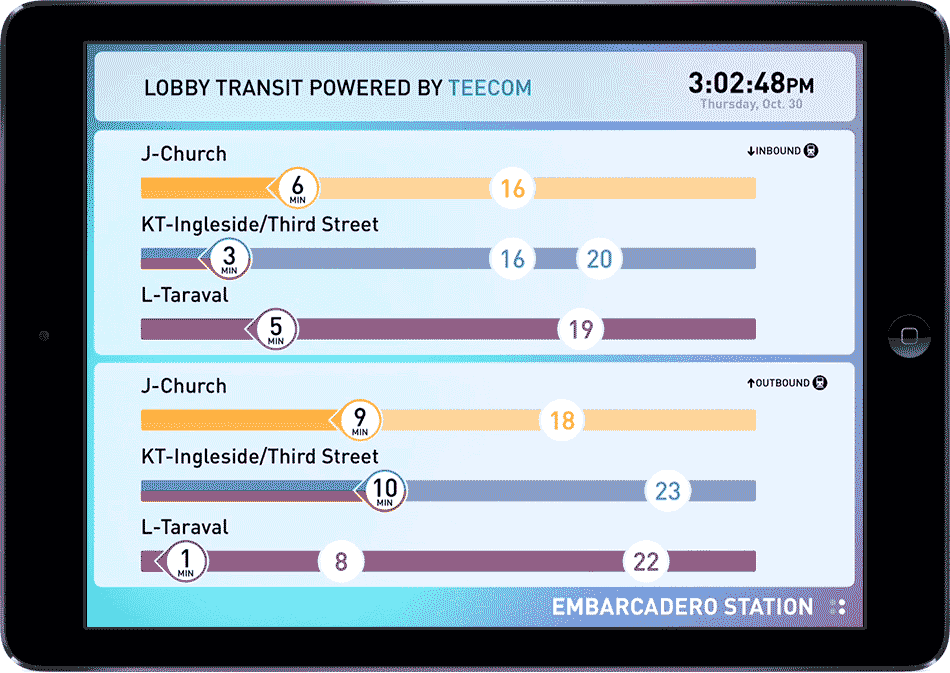 LOBBY TRANSIT POWERED BY TEECOM
3:02:48PM
Thursday, Oct. 30
↓INBOUND
J-Church
6 MIN 16
KT-Ingleside/Third Street
3 MIN 16 20
L-Taraval
5 MIN 19
↑OUTBOUND
J-Church
9 MIN 18
KT-Ingleside/Third Street
10 MIN 23
L-Taraval
1 MIN 8 22
EMBARCADERO STATION